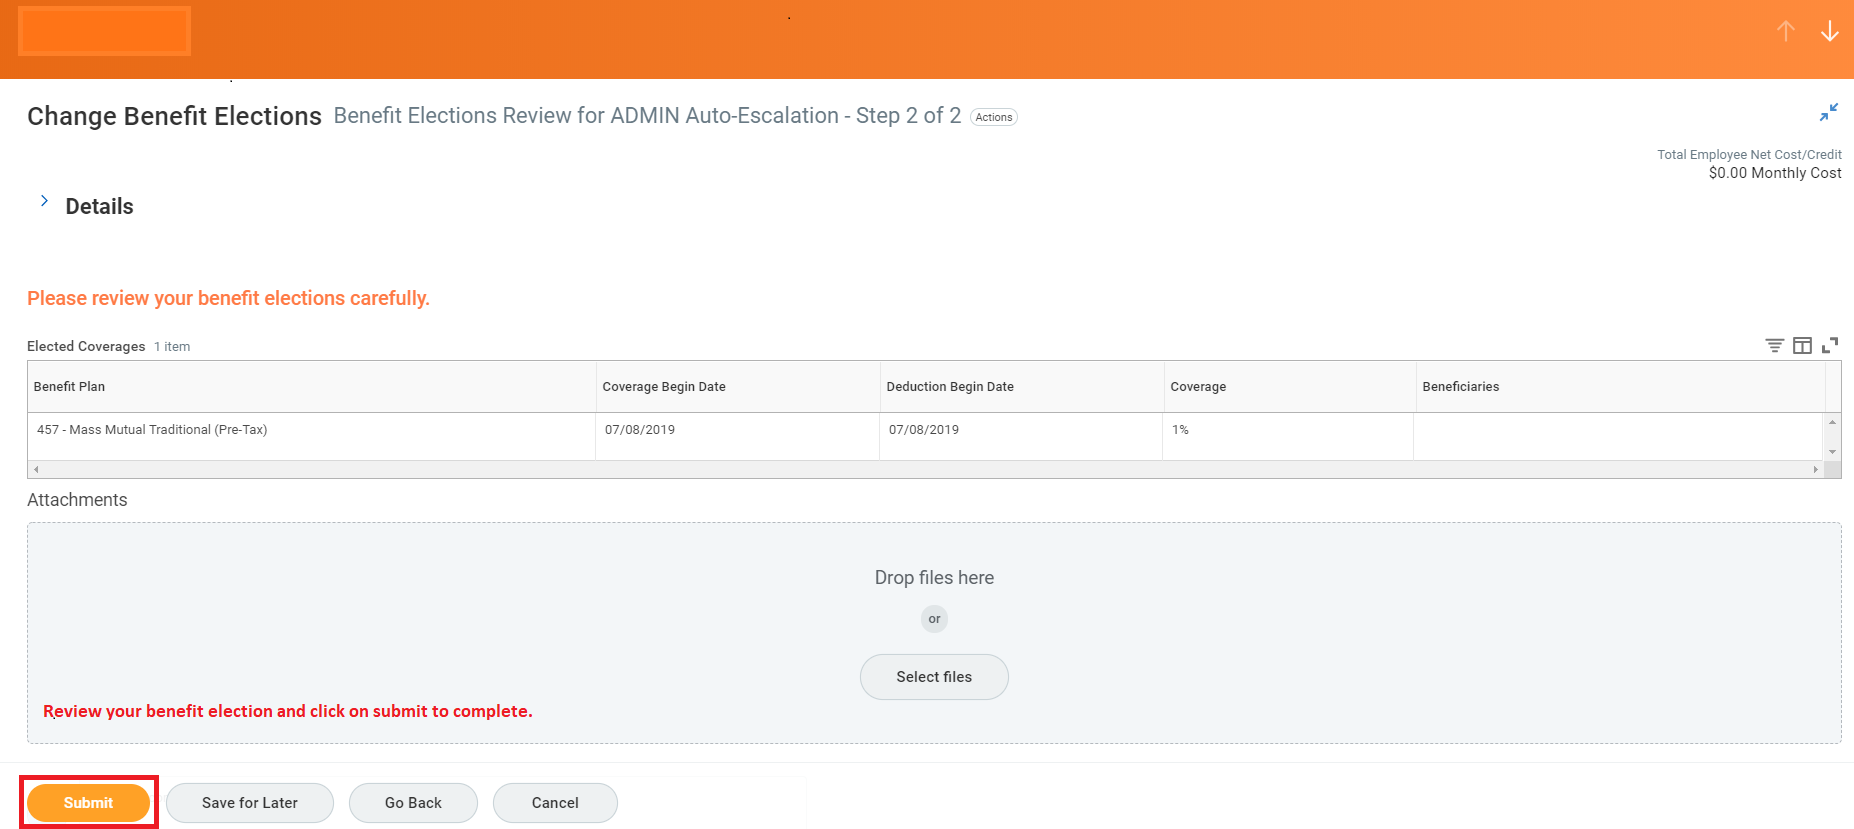 Change Benefit Elections Benefit Elections Review for ADMIN Auto-Escalation - Step 2 of 2 Actions
Total Employee Net Cost/Credit
$0.00 Monthly Cost
Details
Please review your benefit elections carefully.
Elected Coverages 1 item
Benefit Plan Coverage Begin Date Deduction Begin Date Coverage Beneficiaries
457 - Mass Mutual Traditional (Pre-Tax) 07/08/2019 07/08/2019 1%
Attachments
Drop files here
or
Select files
Review your benefit election and click on submit to complete.
Submit Save for Later Go Back Cancel